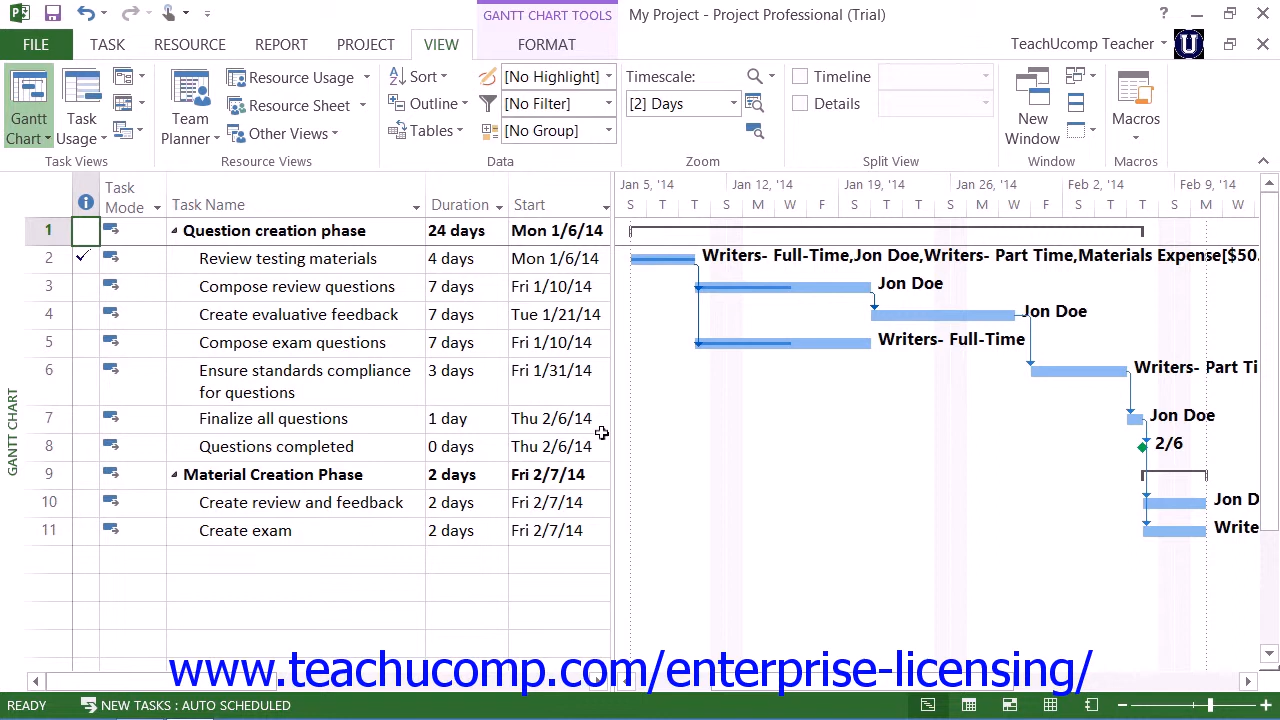 GANTT CHART TOOLS
My Project - Project Professional (Trial)
?
FILE TASK RESOURCE REPORT PROJECT VIEW FORMAT
TeachUcomp Teacher
U
Gantt Chart
Task Usage
Task Views
Team Planner
Resource Usage
Resource Sheet
Other Views
Resource Views
Sort
Outline
Tables
[No Highlight]
[No Filter]
[No Group]
Data
Timescale:
[2] Days
Zoom
Timeline
Details
Split View
New Window
Window
Macros
Macros
GANTT CHART
Task Mode Task Name Duration Start
Jan 5, '14 Jan 12, '14 Jan 19, '14 Jan 26, '14 Feb 2, '14 Feb 9, '14
S T T S M W F S T T S M W F S T T S M W
1 Question creation phase 24 days Mon 1/6/14
2 Review testing materials 4 days Mon 1/6/14 Writers- Full-Time,Jon Doe,Writers- Part Time,Materials Expense[$50.
3 Compose review questions 7 days Fri 1/10/14 Jon Doe
4 Create evaluative feedback 7 days Tue 1/21/14 Jon Doe
5 Compose exam questions 7 days Fri 1/10/14 Writers- Full-Time
6 Ensure standards compliance for questions 3 days Fri 1/31/14 Writers- Part Ti
7 Finalize all questions 1 day Thu 2/6/14 Jon Doe
8 Questions completed 0 days Thu 2/6/14 2/6
9 Material Creation Phase 2 days Fri 2/7/14
10 Create review and feedback 2 days Fri 2/7/14 Jon D
11 Create exam 2 days Fri 2/7/14 Write
www.teachucomp.com/enterprise-licensing/
READY NEW TASKS : AUTO SCHEDULED